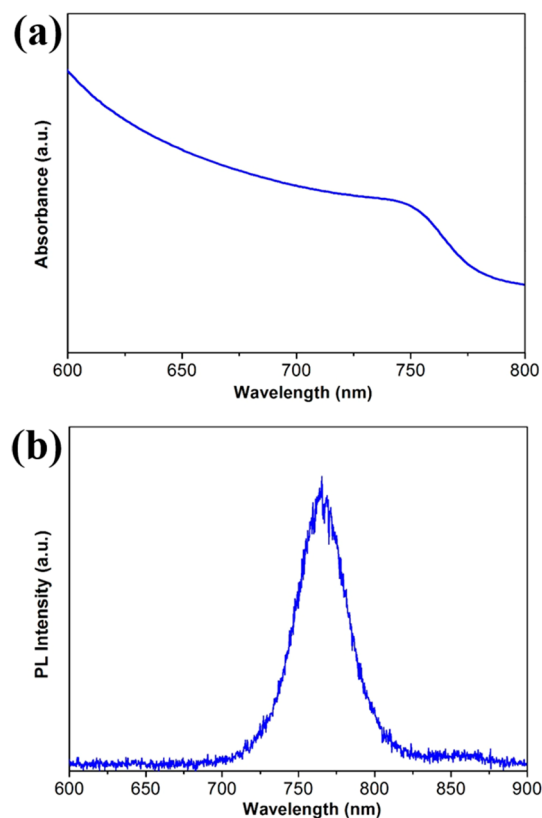 (a)
Absorbance (a.u.)
600 650 700 750 800
Wavelength (nm)
(b)
PL Intensity (a.u.)
600 650 700 750 800 850 900
Wavelength (nm)